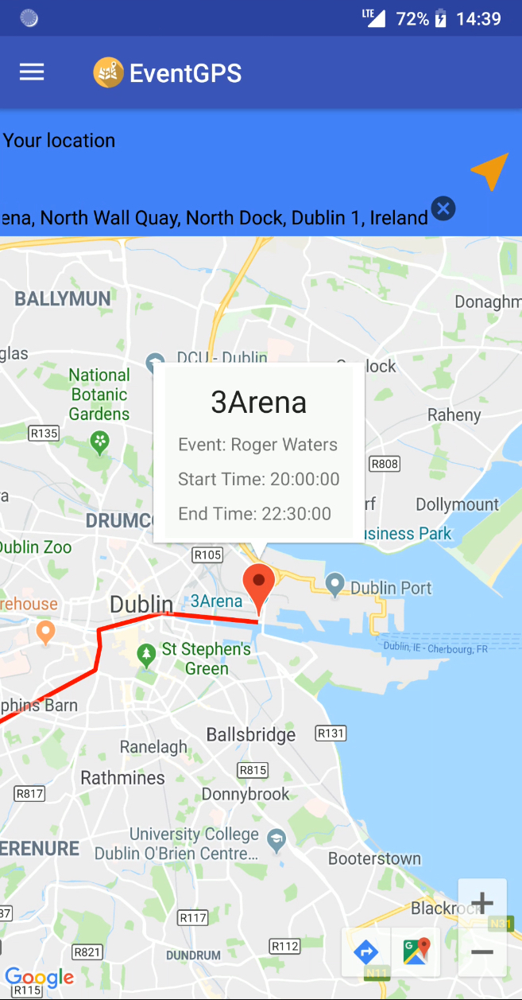 LTE 72% 14:39
EventGPS
Your location
ena, North Wall Quay, North Dock, Dublin 1, Ireland
BALLYMUN
Donaghm
glas
DCU - Dublin
lock
National
Botanic
Gardens
3Arena
Raheny
R135
Event: Roger Waters
R808
Start Time: 20:00:00
a
rf
Dollymount
End Time: 22:30:00
DRUMC
usiness Park
Dublin Zoo
R105
Dublin Port
rehouse
Dublin
3Arena
St Stephen's
Green
Dublin, IE - Cherbourg, FR
phins Barn
Ballsbridge
R131
Ranelagh
R815
Rathmines
R817
Donnybrook
University College
Dublin O'Brien Centre...
ERENURE
Booterstown
Blackrock
37
R117
N31
R821
DUNDRUM
R112
G
N11
Google
R115